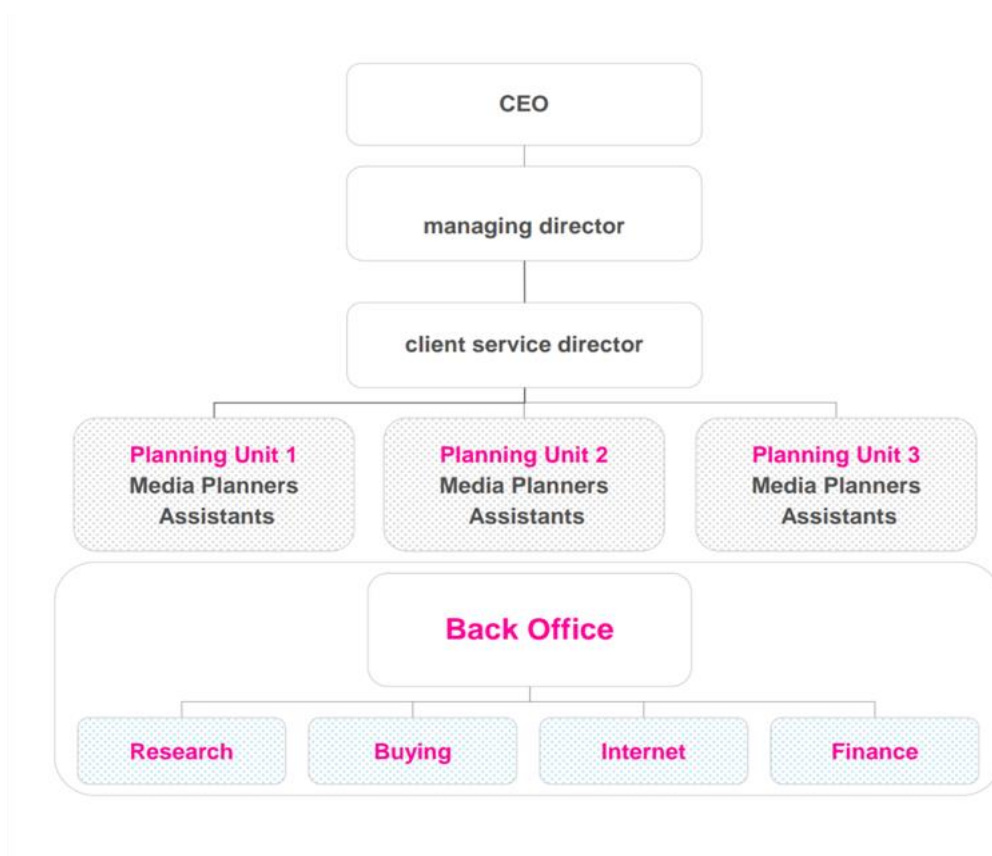 CEO
managing director
client service director
Planning Unit 1
Media Planners
Assistants
Planning Unit 2
Media Planners
Assistants
Planning Unit 3
Media Planners
Assistants
Back Office
Research
Buying
Internet
Finance